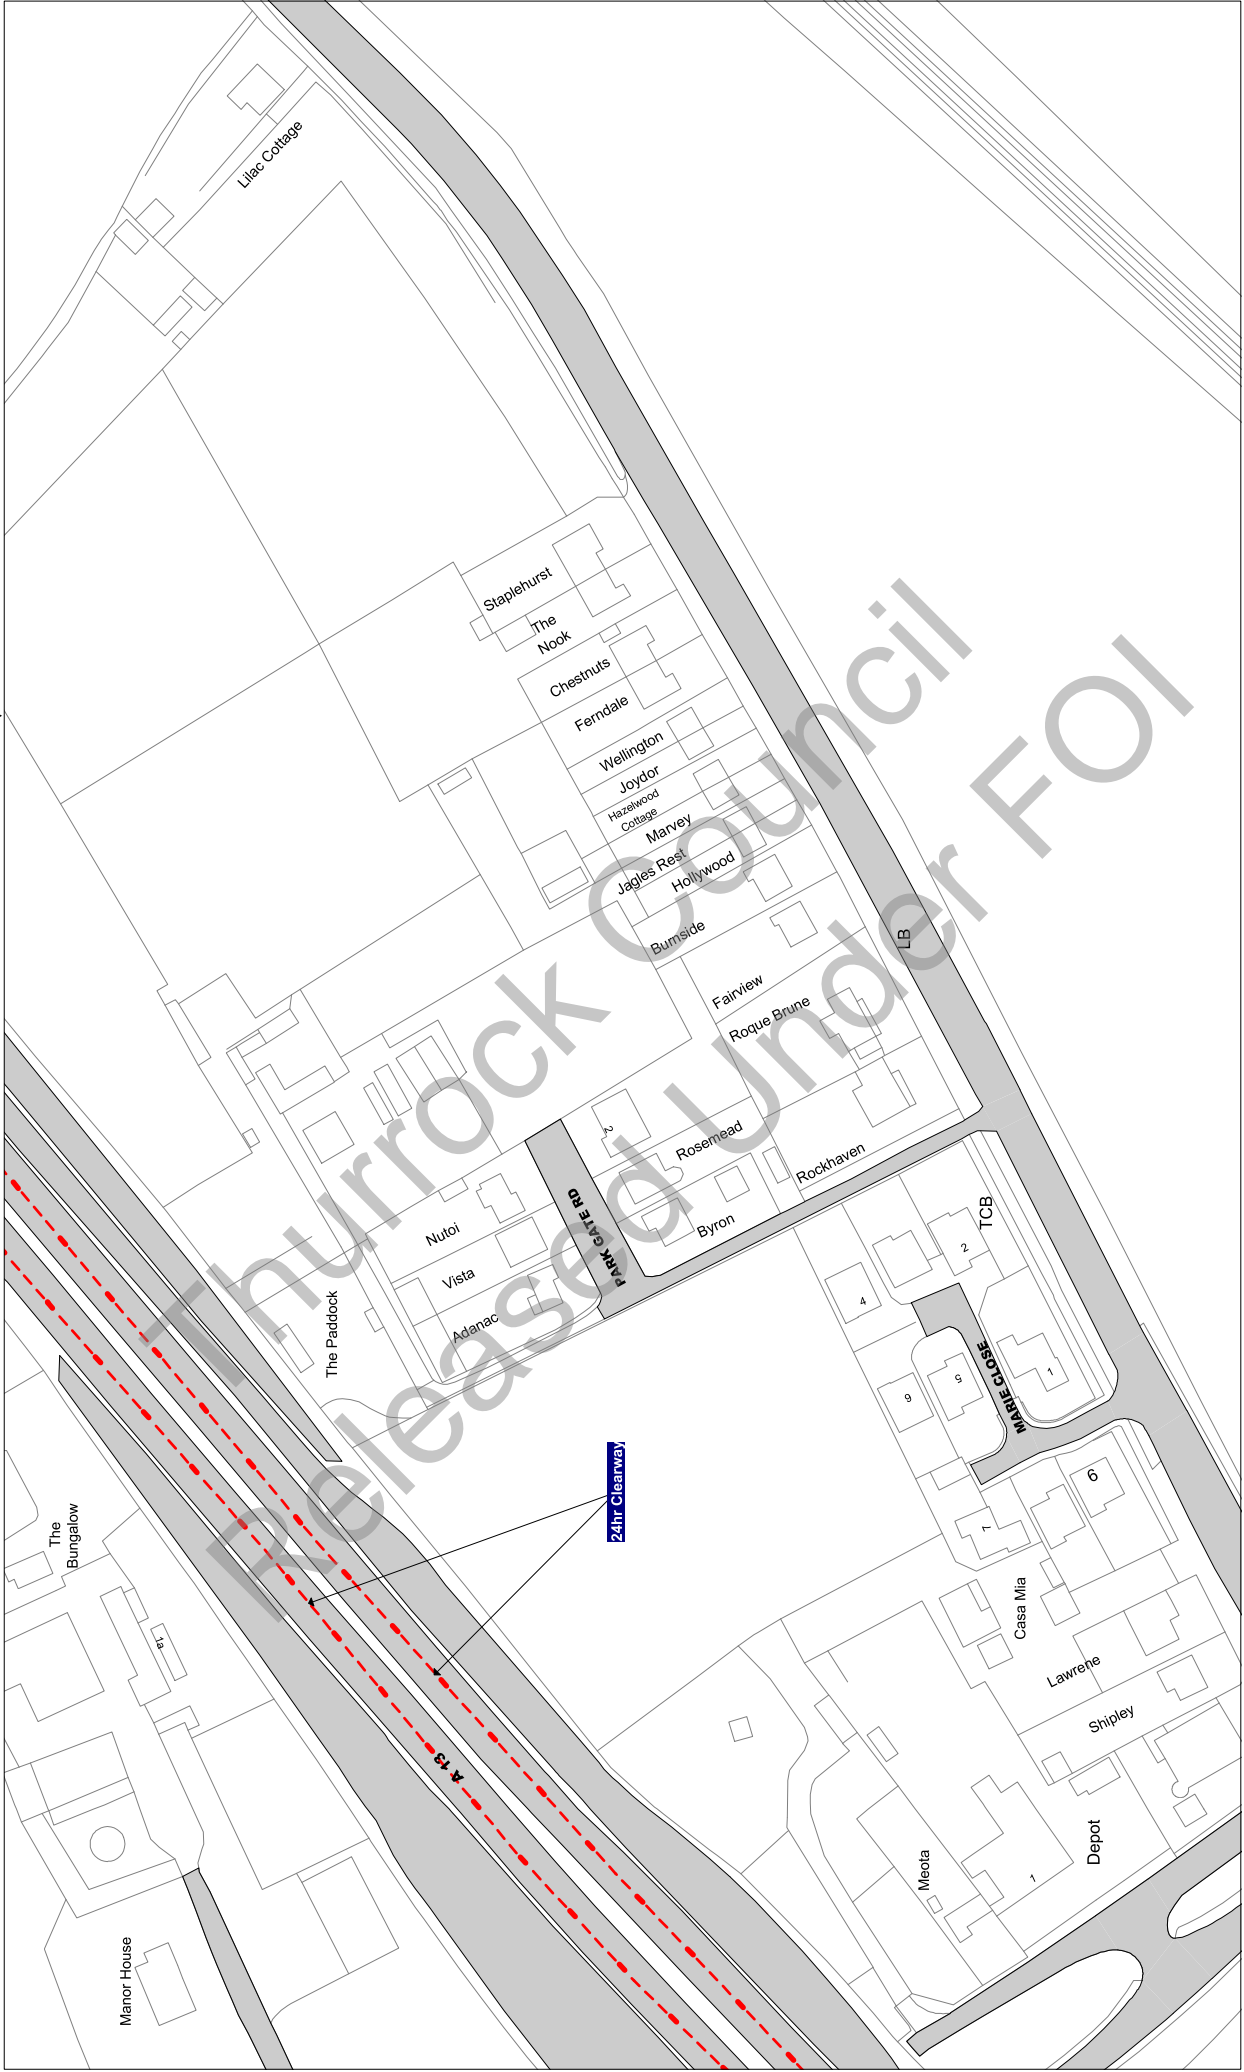 Lilac Cottage
Staplehurst
The
Nook
Chestnuts
Ferndale
Wellington
Joydor
Hazelwood
Cottage
Marvey
Jagles Rest
Hollywood
Burnside
Fairview
Roque Brune
LB
2
Rosemead
Rockhaven
Byron
PARK GATE RD
Nutoi
Vista
Adanac
The Paddock
TCB
2
4
1
5
6
MARIE CLOSE
7
9
24hr Clearway
The
Bungalow
1a
Casa Mia
Lawrene
Shipley
A 13
Meota
1
Depot
Manor House
Thurrock Council
Released Under FOI